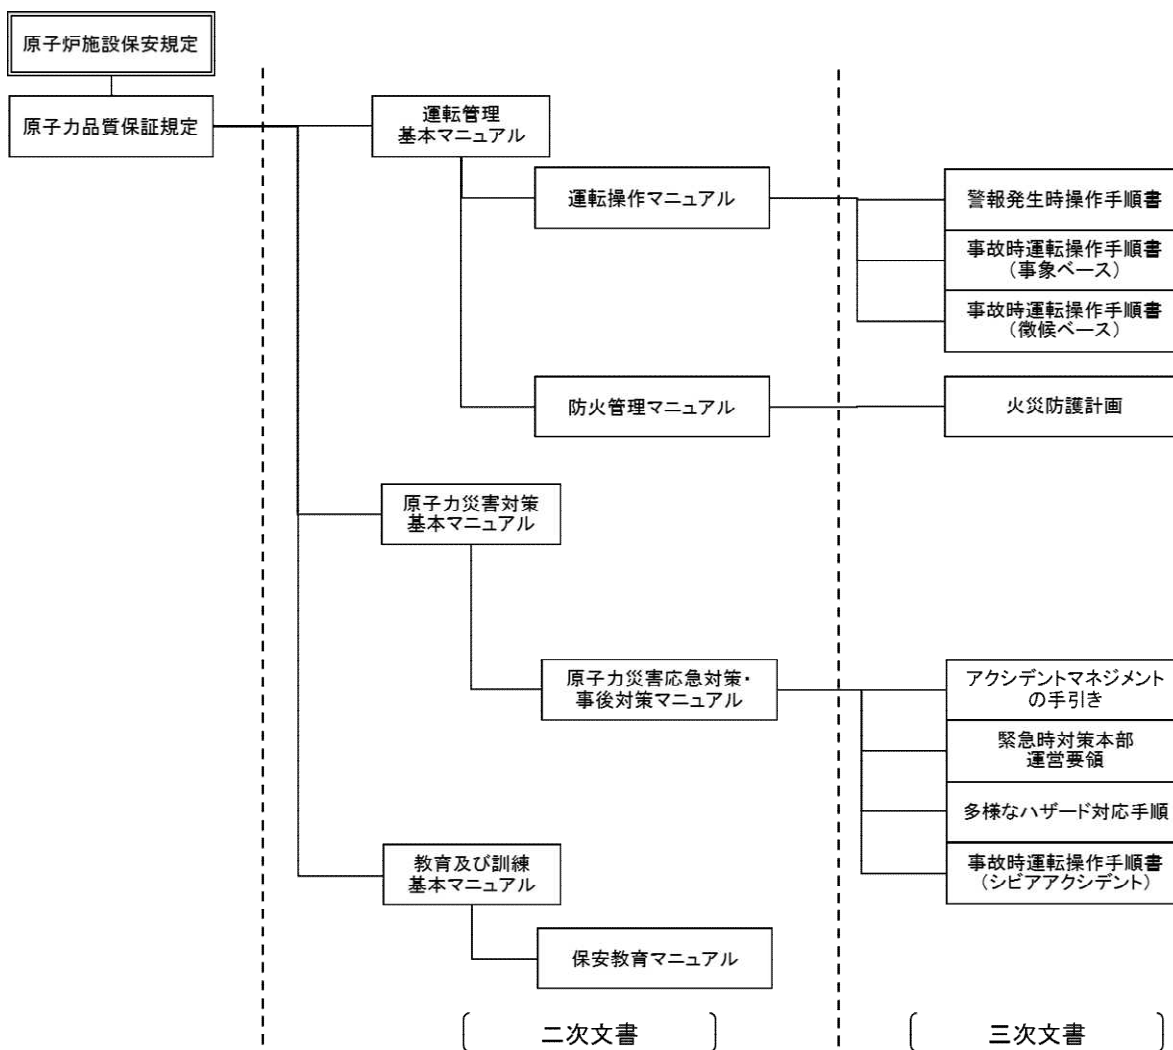 原子炉施設保安規定
原子力品質保証規定
運転管理
基本マニュアル
運転操作マニュアル
警報発生時操作手順書
事故時運転操作手順書
(事象ベース)
事故時運転操作手順書
(徴候ベース)
防火管理マニュアル
火災防護計画
原子力災害対策
基本マニュアル
原子力災害応急対策・
事後対策マニュアル
アクシデントマネジメント
の手引き
緊急時対策本部
運営要領
多様なハザード対応手順
事故時運転操作手順書
(シビアアクシデント)
教育及び訓練
基本マニュアル
保安教育マニュアル
二次文書
三次文書